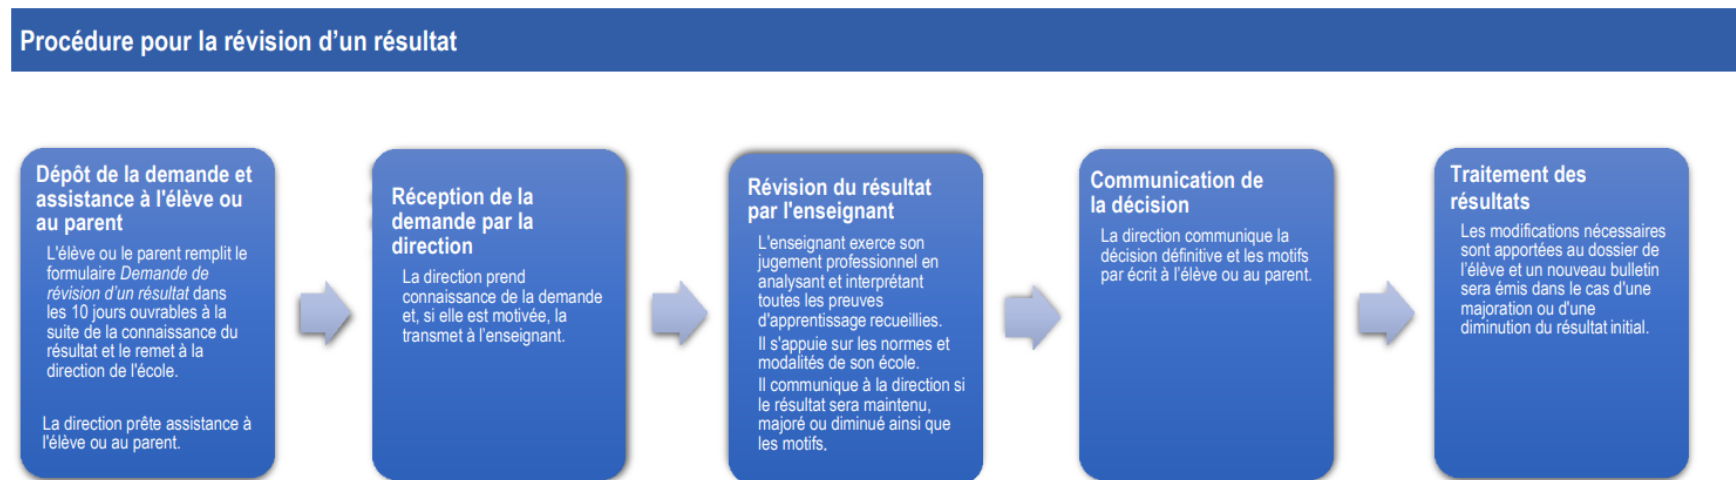 Procédure pour la révision d’un résultat
Dépôt de la demande et
assistance à l'élève ou
au parent
L'élève ou le parent remplit le
formulaire Demande de
révision d’un résultat dans
les 10 jours ouvrables à la
suite de la connaissance du
résultat et le remet à la
direction de l'école.
La direction prête assistance à
l'élève ou au parent.
Réception de la
demande par la
direction
La direction prend
connaissance de la demande
et, si elle est motivée, la
transmet à l’enseignant.
Révision du résultat
par l'enseignant
L'enseignant exerce son
jugement professionnel en
analysant et interprétant
toutes les preuves
d'apprentissage recueillies.
Il s'appuie sur les normes et
modalités de son école.
Il communique à la direction si
le résultat sera maintenu,
majoré ou diminué ainsi que
les motifs.
Communication de
la décision
La direction communique la
décision définitive et les motifs
par écrit à l’élève ou au parent.
Traitement des
résultats
Les modifications nécessaires
sont apportées au dossier de
l’élève et un nouveau bulletin
sera émis dans le cas d'une
majoration ou d'une
diminution du résultat initial.